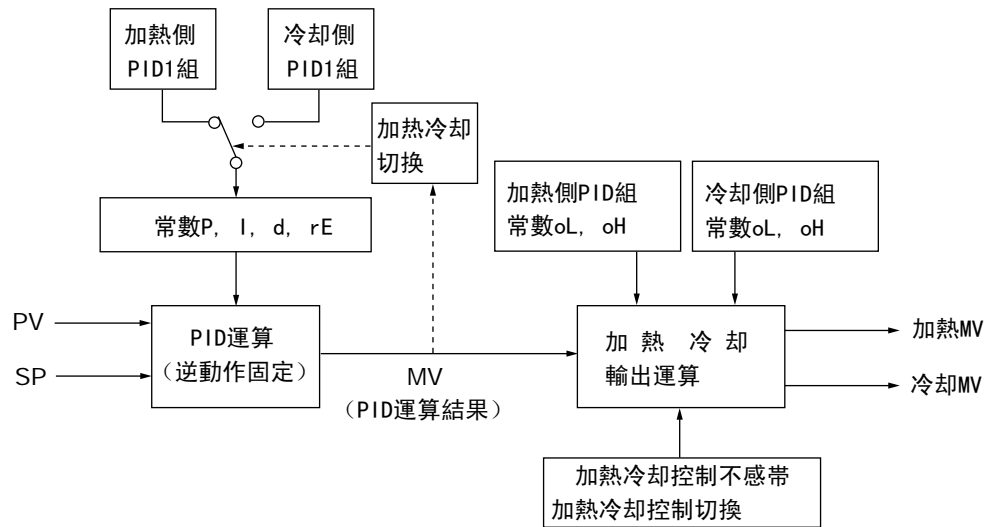 加熱側
PID1組
冷却側
PID1組
加热冷却
切换
加熱側PID組
常數oL, oH
冷却側PID組
常數oL, oH
常數P, I, d, rE
PV
SP
PID運算
(逆動作固定)
MV
(PID運算結果)
加 熱 冷 却
輸出運算
加熱MV
冷却MV
加熱冷却控制不感帯
加熱冷却控制切換